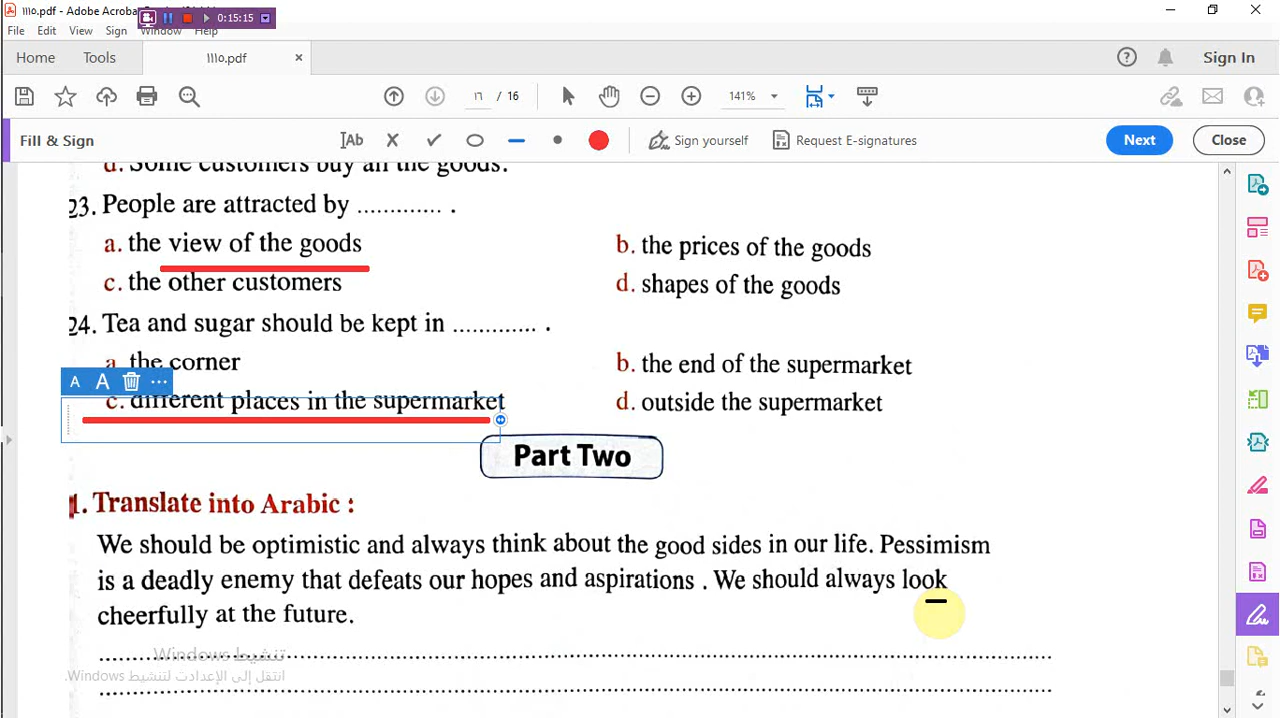 ١١١٥.pdf - Adobe Acroba
0:15:15
File Edit View Sign Window Help
Home Tools ١١١٥.pdf × Sign In
١٦ / 16 141%
Fill & Sign Ab Sign yourself Request E-signatures Next Close
d. Some customers buy all the goods.
23. People are attracted by ............. .
a. the view of the goods b. the prices of the goods
c. the other customers d. shapes of the goods
24. Tea and sugar should be kept in ............. .
a. the corner b. the end of the supermarket
A A ...
c. different places in the supermarket d. outside the supermarket
Part Two
1. Translate into Arabic :
We should be optimistic and always think about the good sides in our life. Pessimism
is a deadly enemy that defeats our hopes and aspirations . We should always look
cheerfully at the future.
تنشيط Windows
انتقل إلى الإعدادات لتنشيط Windows.